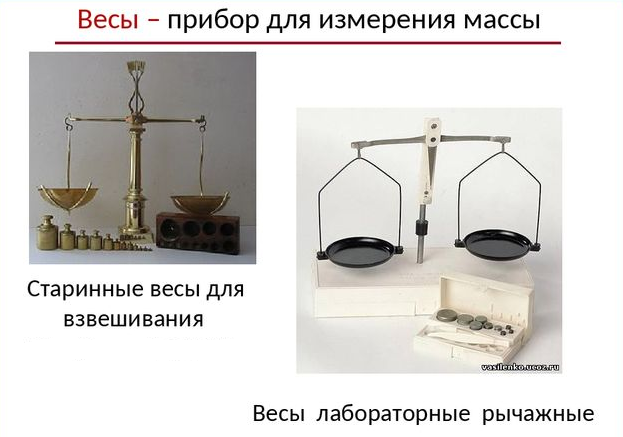 Весы – прибор для измерения массы
Старинные весы для
взвешивания
vasilenko.ucoz.ru
Весы лабораторные рычажные